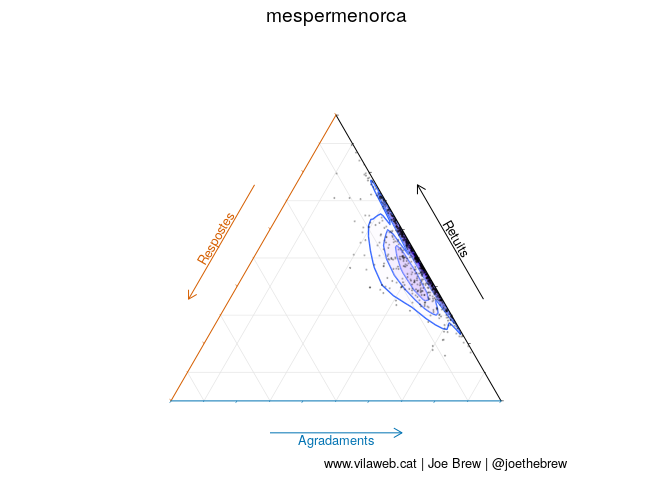 mespermenorca
Respostes
Retuits
Agradaments
www.vilaweb.cat | Joe Brew | @joethebrew